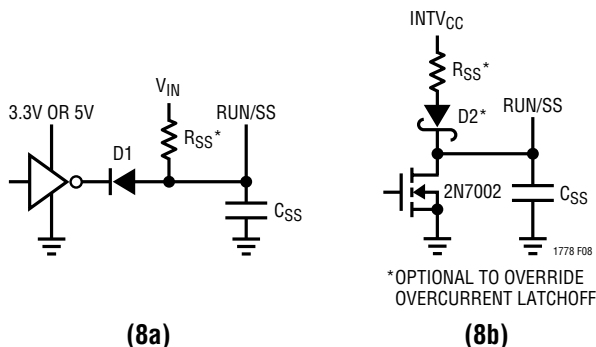 V_IN
3.3V OR 5V
R_SS*
RUN/SS
D1
C_SS
(8a)
INTV_CC
R_SS*
D2*
RUN/SS
2N7002
C_SS
1778 F08
*OPTIONAL TO OVERRIDE
OVERCURRENT LATCHOFF
(8b)